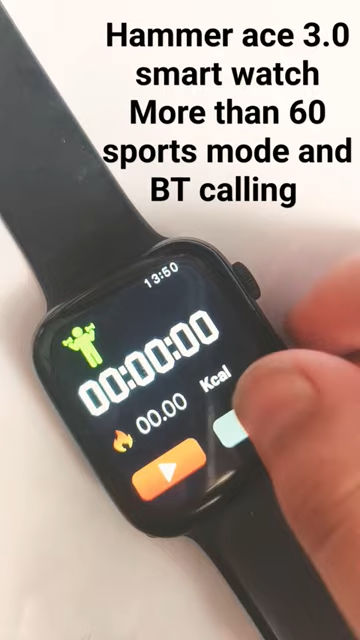 Hammer ace 3.0
smart watch
More than 60
sports mode and
BT calling
13:50
00:00:00
00.00 Kcal